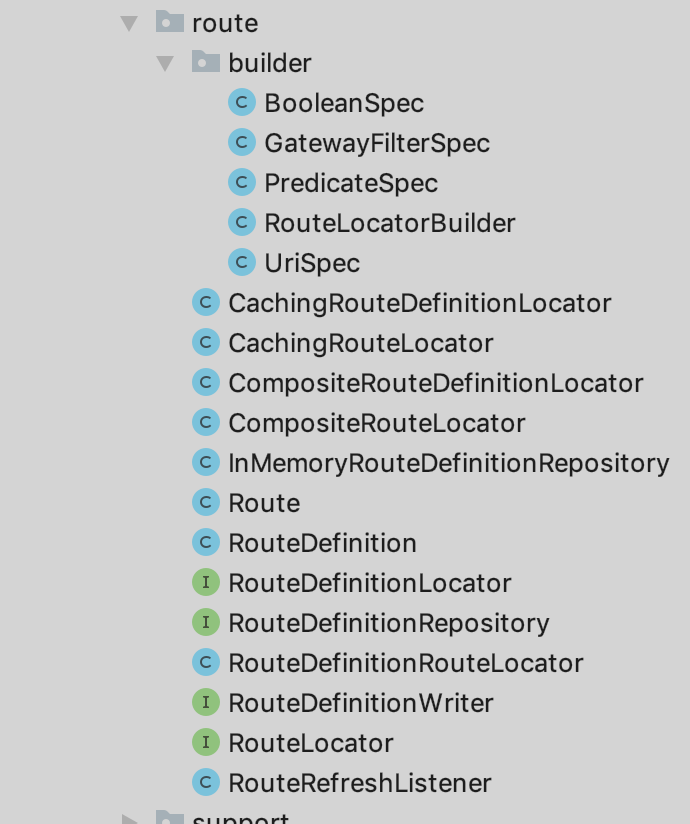 route
builder
C BooleanSpec
C GatewayFilterSpec
C PredicateSpec
C RouteLocatorBuilder
C UriSpec
C CachingRouteDefinitionLocator
C CachingRouteLocator
C CompositeRouteDefinitionLocator
C CompositeRouteLocator
C InMemoryRouteDefinitionRepository
C Route
C RouteDefinition
I RouteDefinitionLocator
I RouteDefinitionRepository
C RouteDefinitionRouteLocator
I RouteDefinitionWriter
I RouteLocator
C RouteRefreshListener
support